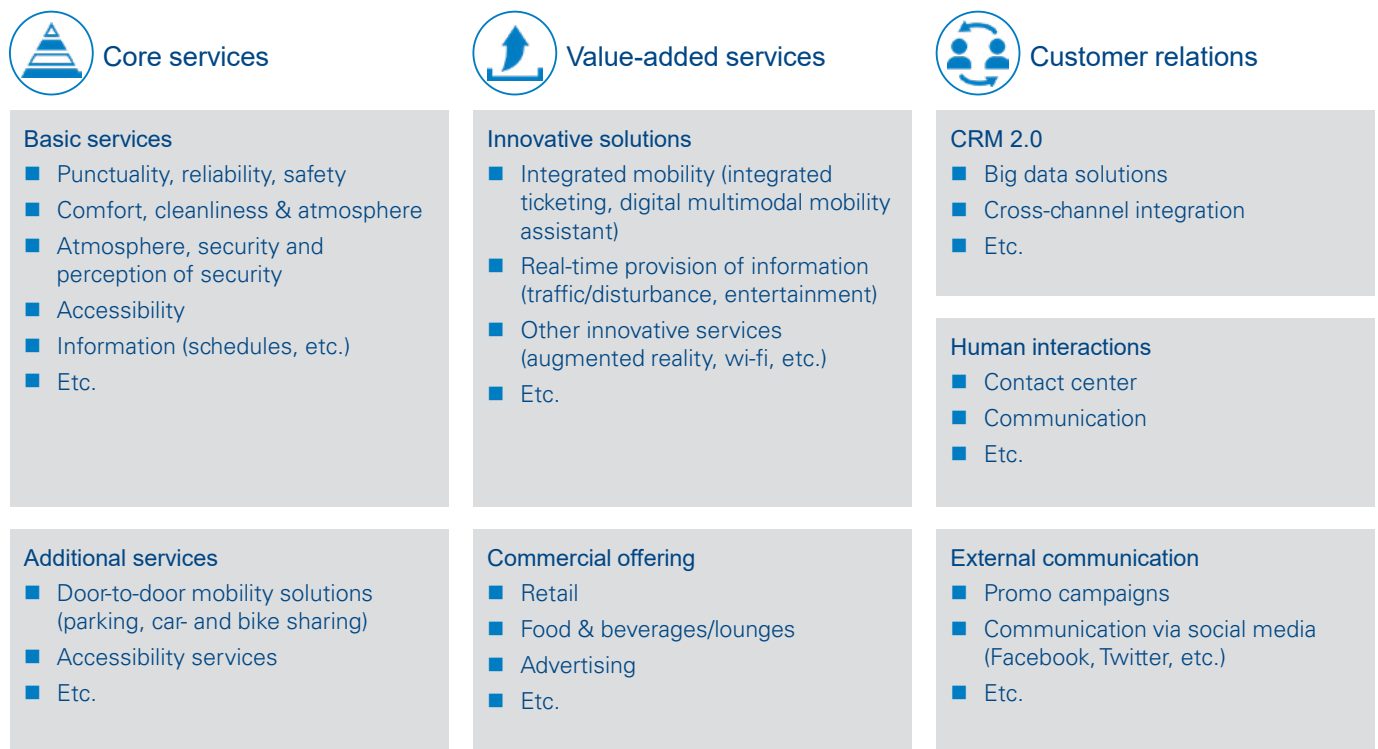 Core services
Basic services
Punctuality, reliability, safety
Comfort, cleanliness & atmosphere
Atmosphere, security and
perception of security
Accessibility
Information (schedules, etc.)
Etc.
Additional services
Door-to-door mobility solutions
(parking, car- and bike sharing)
Accessibility services
Etc.
Value-added services
Innovative solutions
Integrated mobility (integrated
ticketing, digital multimodal mobility
assistant)
Real-time provision of information
(traffic/disturbance, entertainment)
Other innovative services
(augmented reality, wi-fi, etc.)
Etc.
Commercial offering
Retail
Food & beverages/lounges
Advertising
Etc.
Customer relations
CRM 2.0
Big data solutions
Cross-channel integration
Etc.
Human interactions
Contact center
Communication
Etc.
External communication
Promo campaigns
Communication via social media
(Facebook, Twitter, etc.)
Etc.